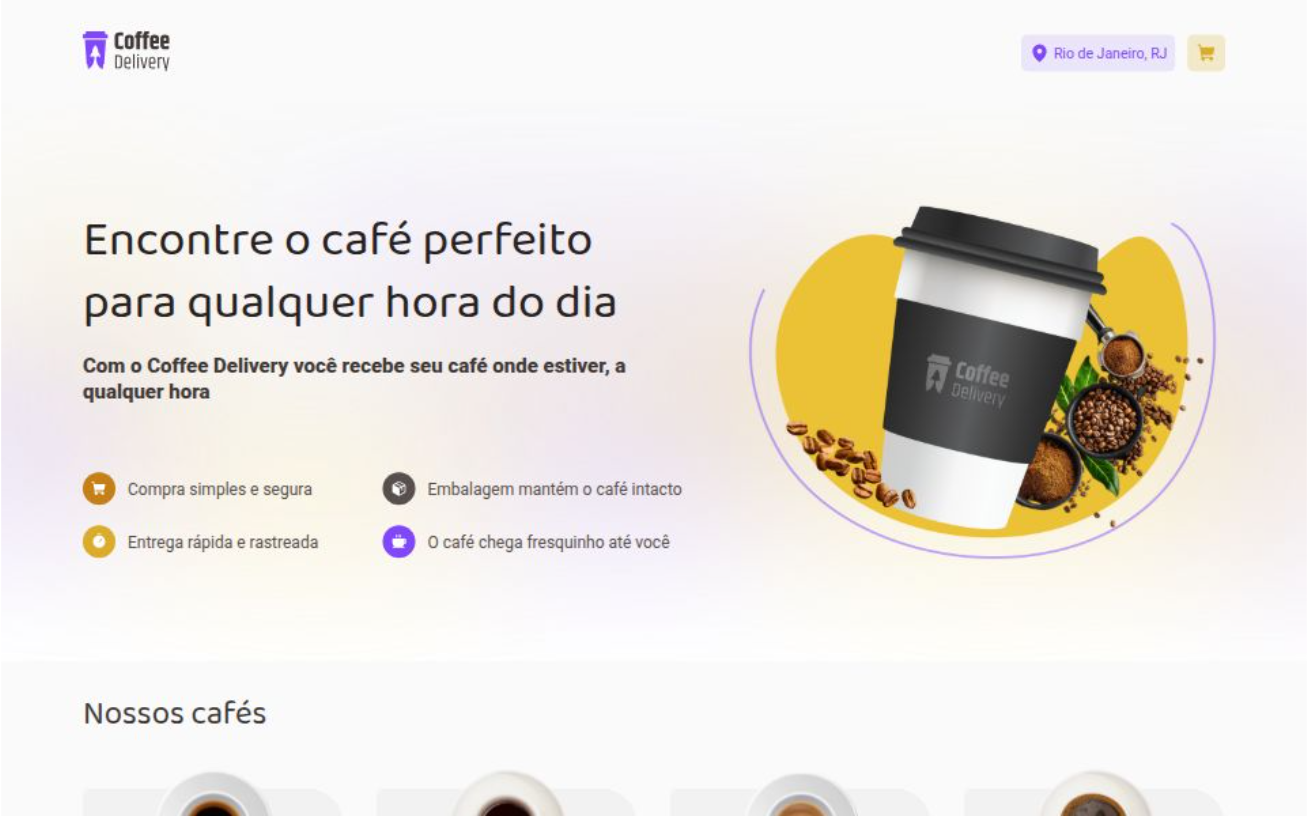 Coffee
Delivery
Rio de Janeiro, RJ
Encontre o café perfeito
para qualquer hora do dia
Com o Coffee Delivery você recebe seu café onde estiver, a
qualquer hora
Coffee
Delivery
Compra simples e segura
Embalagem mantém o café intacto
Entrega rápida e rastreada
O café chega fresquinho até você
Nossos cafés